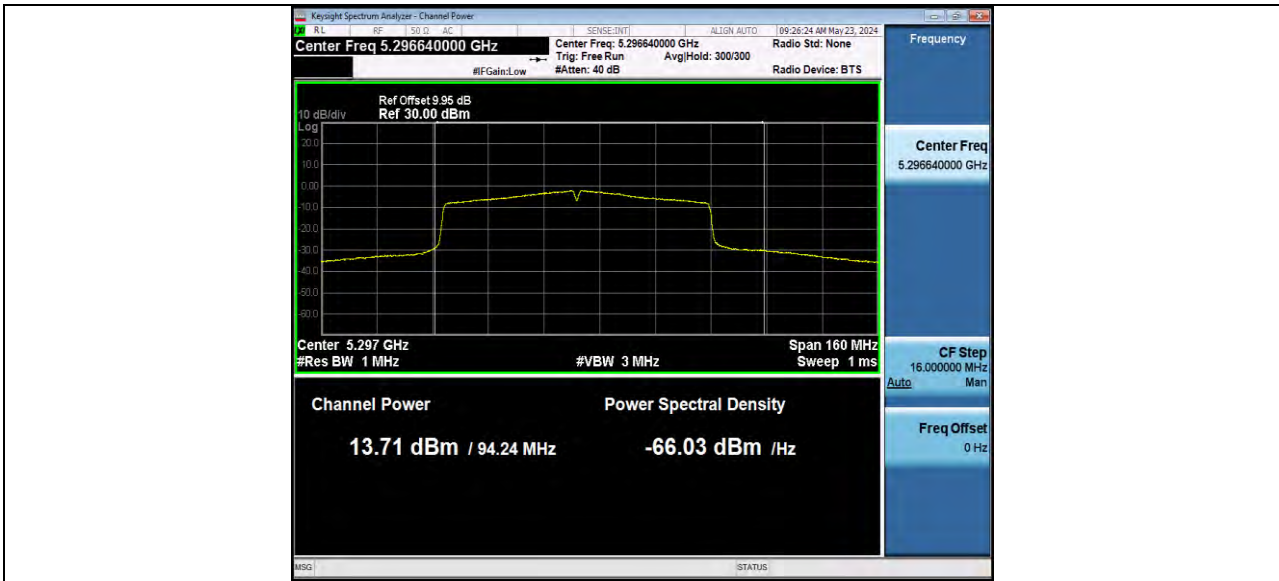 Keysight Spectrum Analyzer - Channel Power
RL RF 50 Ω AC SENSE:INT ALIGN AUTO 09:26:24 AM May 23, 2024
Center Freq 5.296640000 GHz
Center Freq: 5.296640000 GHz
Radio Std: None
Trig: Free Run Avg|Hold: 300/300
#IFGain:Low
#Atten: 40 dB
Radio Device: BTS
Ref Offset 9.95 dB
10 dB/div Ref 30.00 dBm
Log
20.0
10.0
0.00
-10.0
-20.0
-30.0
-40.0
-50.0
-60.0
Center 5.297 GHz Span 160 MHz
#Res BW 1 MHz #VBW 3 MHz Sweep 1 ms
Channel Power Power Spectral Density
13.71 dBm / 94.24 MHz -66.03 dBm /Hz
Frequency
Center Freq
5.296640000 GHz
CF Step
16.000000 MHz
Auto Man
Freq Offset
0 Hz
MSG STATUS